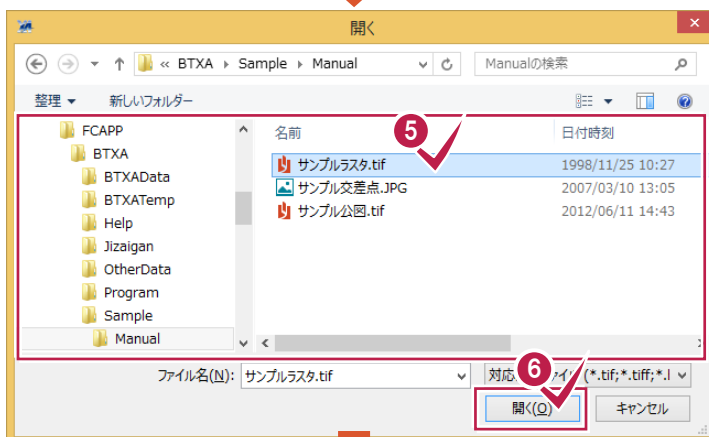 開く
« BTXA ▸ Sample ▸ Manual
Manualの検索
整理 ▼ 新しいフォルダー
FCAPP
BTXA
BTXAData
BTXATemp
Help
Jizaigan
OtherData
Program
Sample
Manual
5
名前 日付時刻
サンプルラスタ.tif 1998/11/25 10:27
サンプル交差点.JPG 2007/03/10 13:05
サンプル公図.tif 2012/06/11 14:43
ファイル名(N): サンプルラスタ.tif
(*.tif;*.tiff;*.
6
開く(O) キャンセル